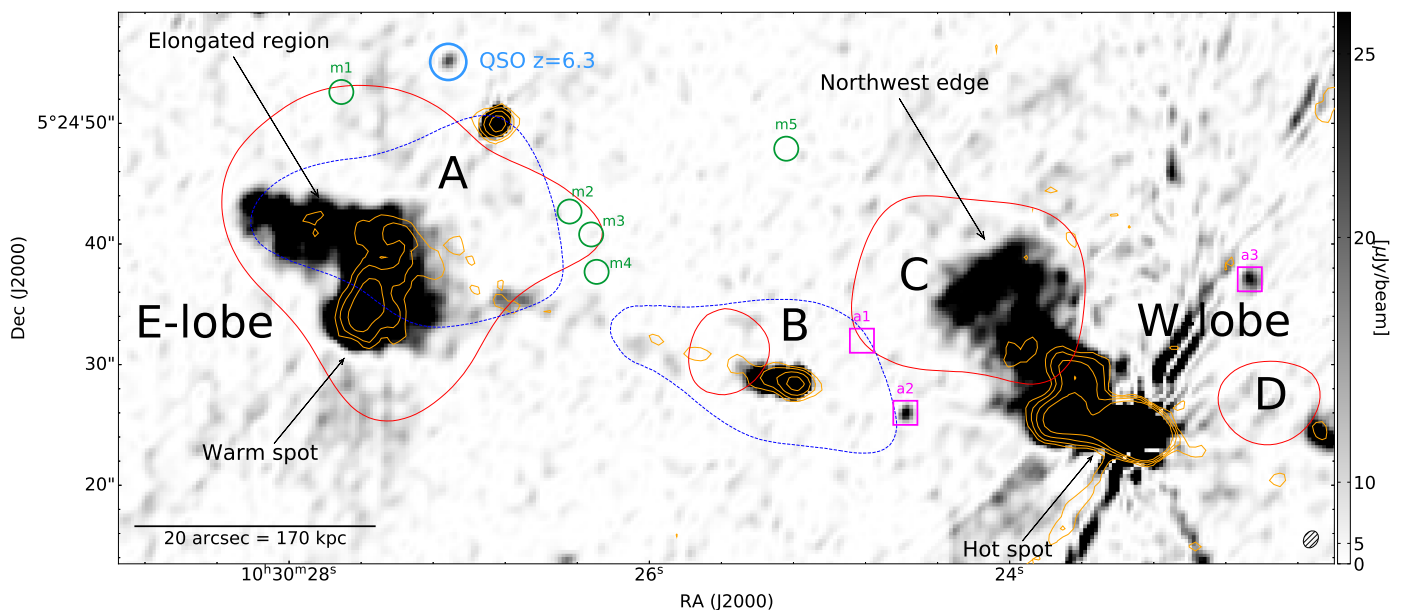 Elongated region
QSO z=6.3
m1
Northwest edge
25
5°24'50"
m5
A
m2
m3
40"
20
a3
m4
C
[μJy/beam]
Dec (J2000)
E-lobe
a1
B
W lobe
30"
a2
D
Warm spot
20"
10
20 arcsec = 170 kpc
Hot spot
5
0
10ʰ30ᵐ28ˢ
26ˢ
24ˢ
RA (J2000)